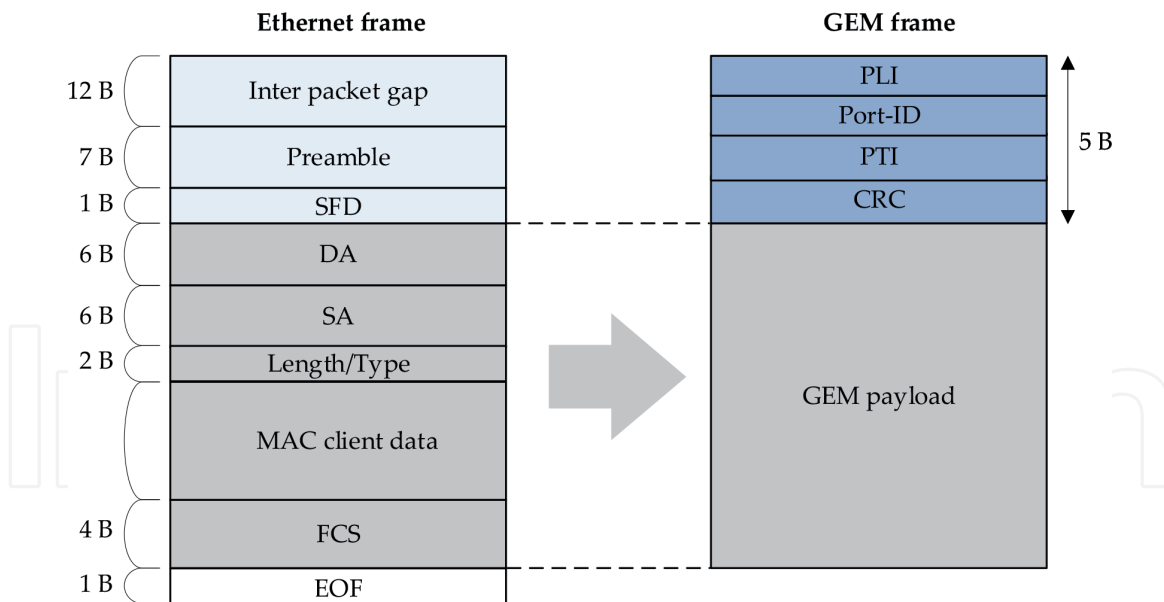 Ethernet frame
GEM frame
12 B
Inter packet gap
7 B
Preamble
1 B
SFD
6 B
DA
6 B
SA
2 B
Length/Type
MAC client data
4 B
FCS
1 B
EOF
PLI
Port-ID
PTI
CRC
5 B
GEM payload